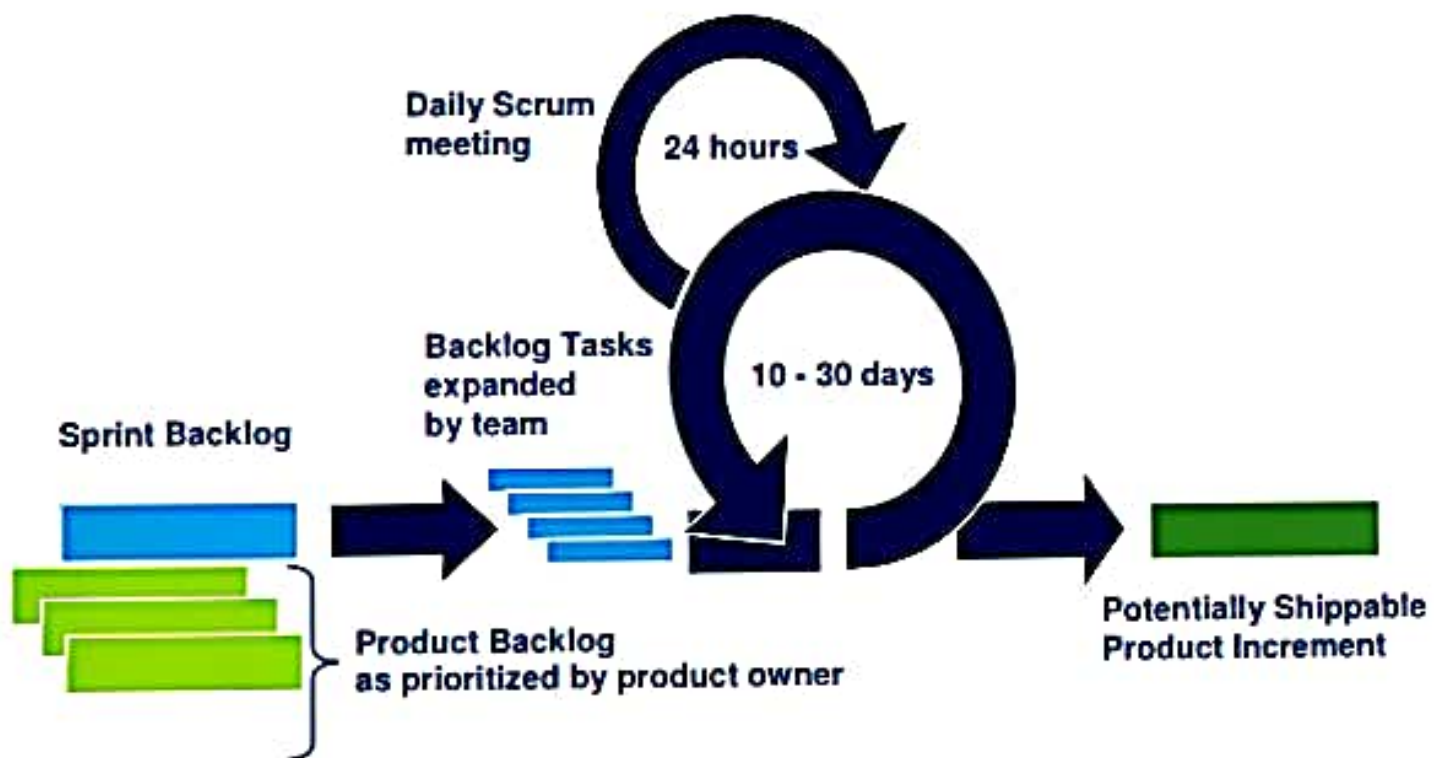 Daily Scrum
meeting
24 hours
Backlog Tasks
expanded
by team
10 - 30 days
Sprint Backlog
Product Backlog
as prioritized by product owner
Potentially Shippable
Product Increment